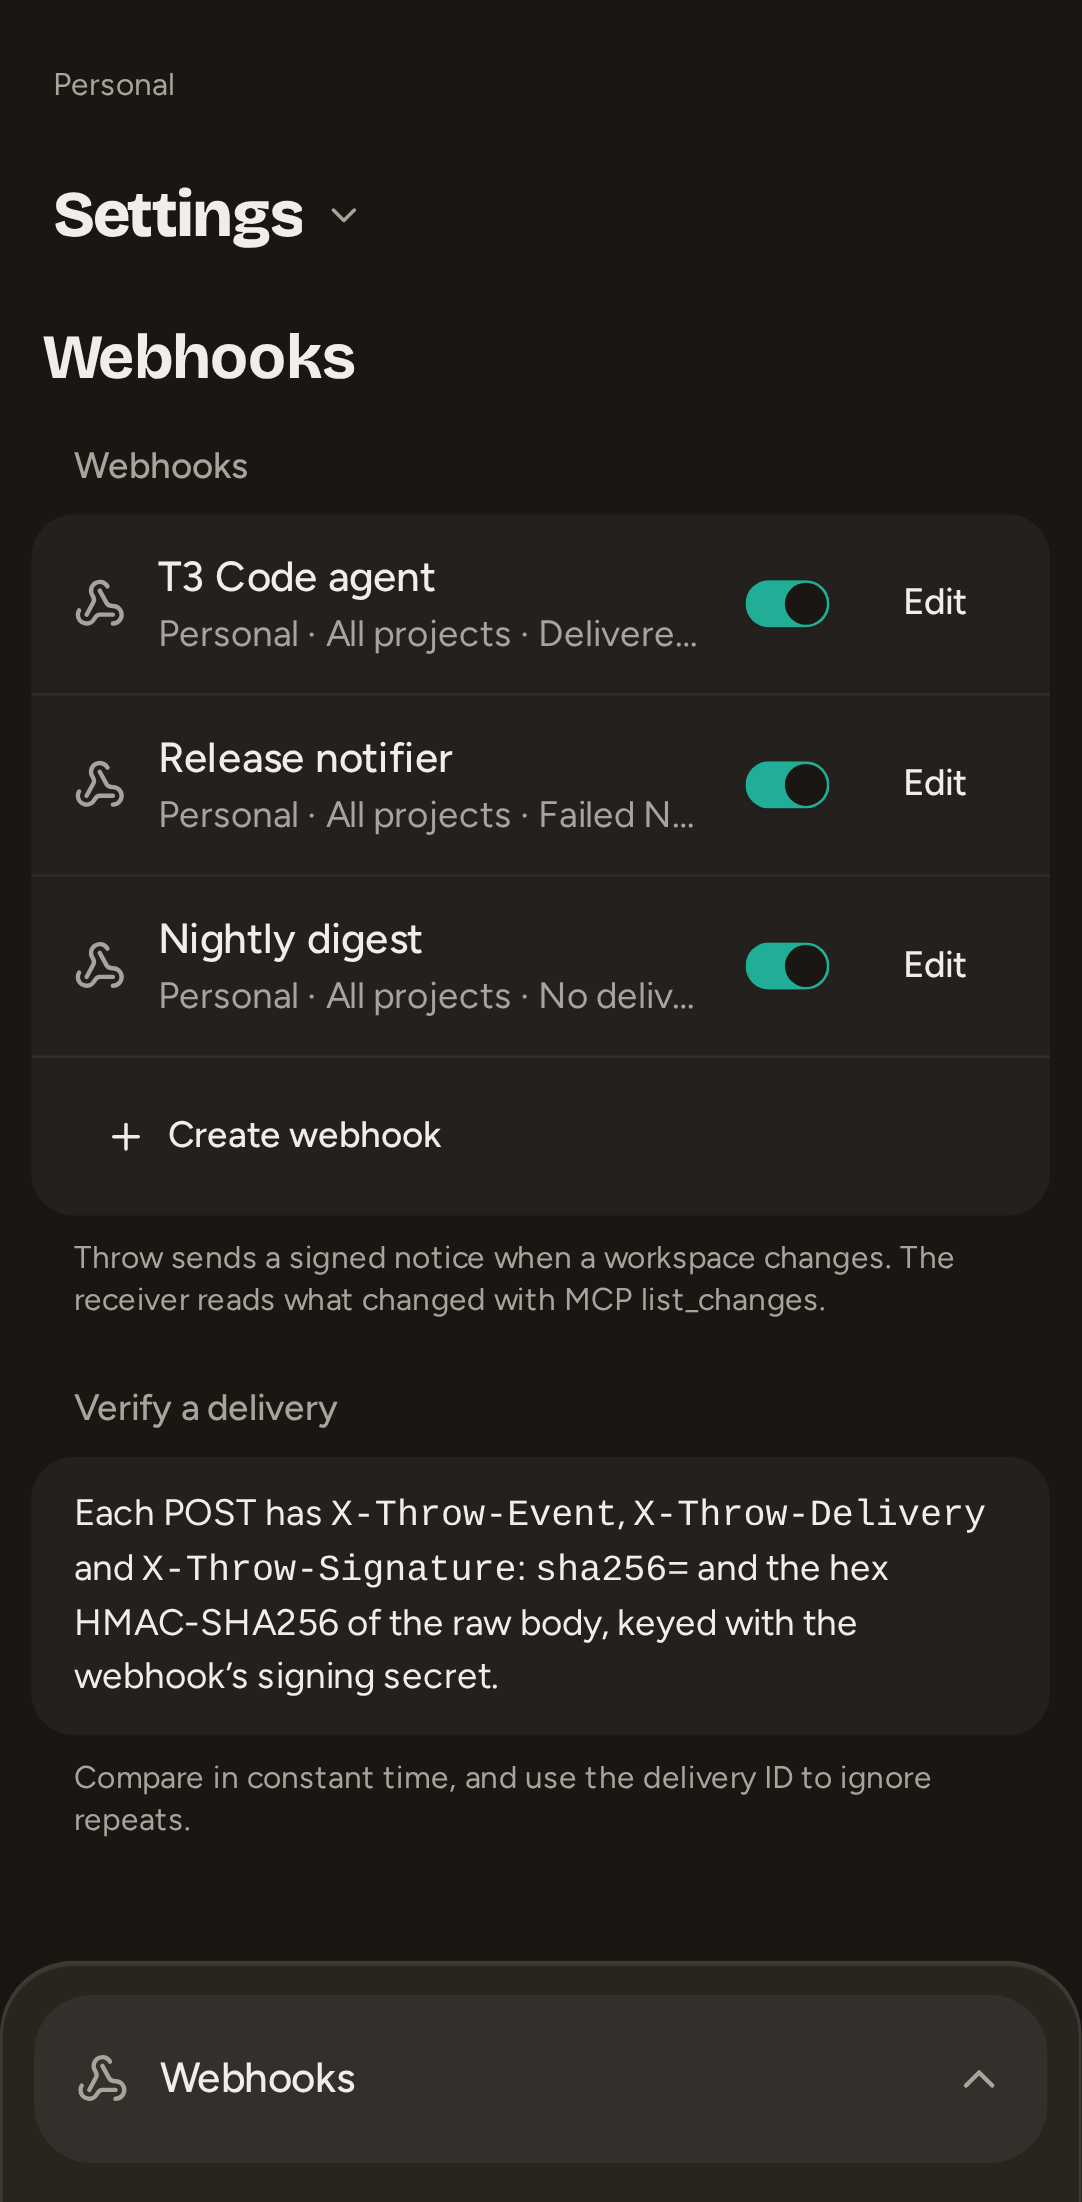 Personal
Settings
Webhooks
Webhooks
T3 Code agent
Personal · All projects · Delivere...
Edit
Release notifier
Personal · All projects · Failed N...
Edit
Nightly digest
Personal · All projects · No deliv...
Edit
Create webhook
Throw sends a signed notice when a workspace changes. The
receiver reads what changed with MCP list_changes.
Verify a delivery
Each POST has X-Throw-Event, X-Throw-Delivery
and X-Throw-Signature: sha256= and the hex
HMAC-SHA256 of the raw body, keyed with the
webhook’s signing secret.
Compare in constant time, and use the delivery ID to ignore
repeats.
Webhooks